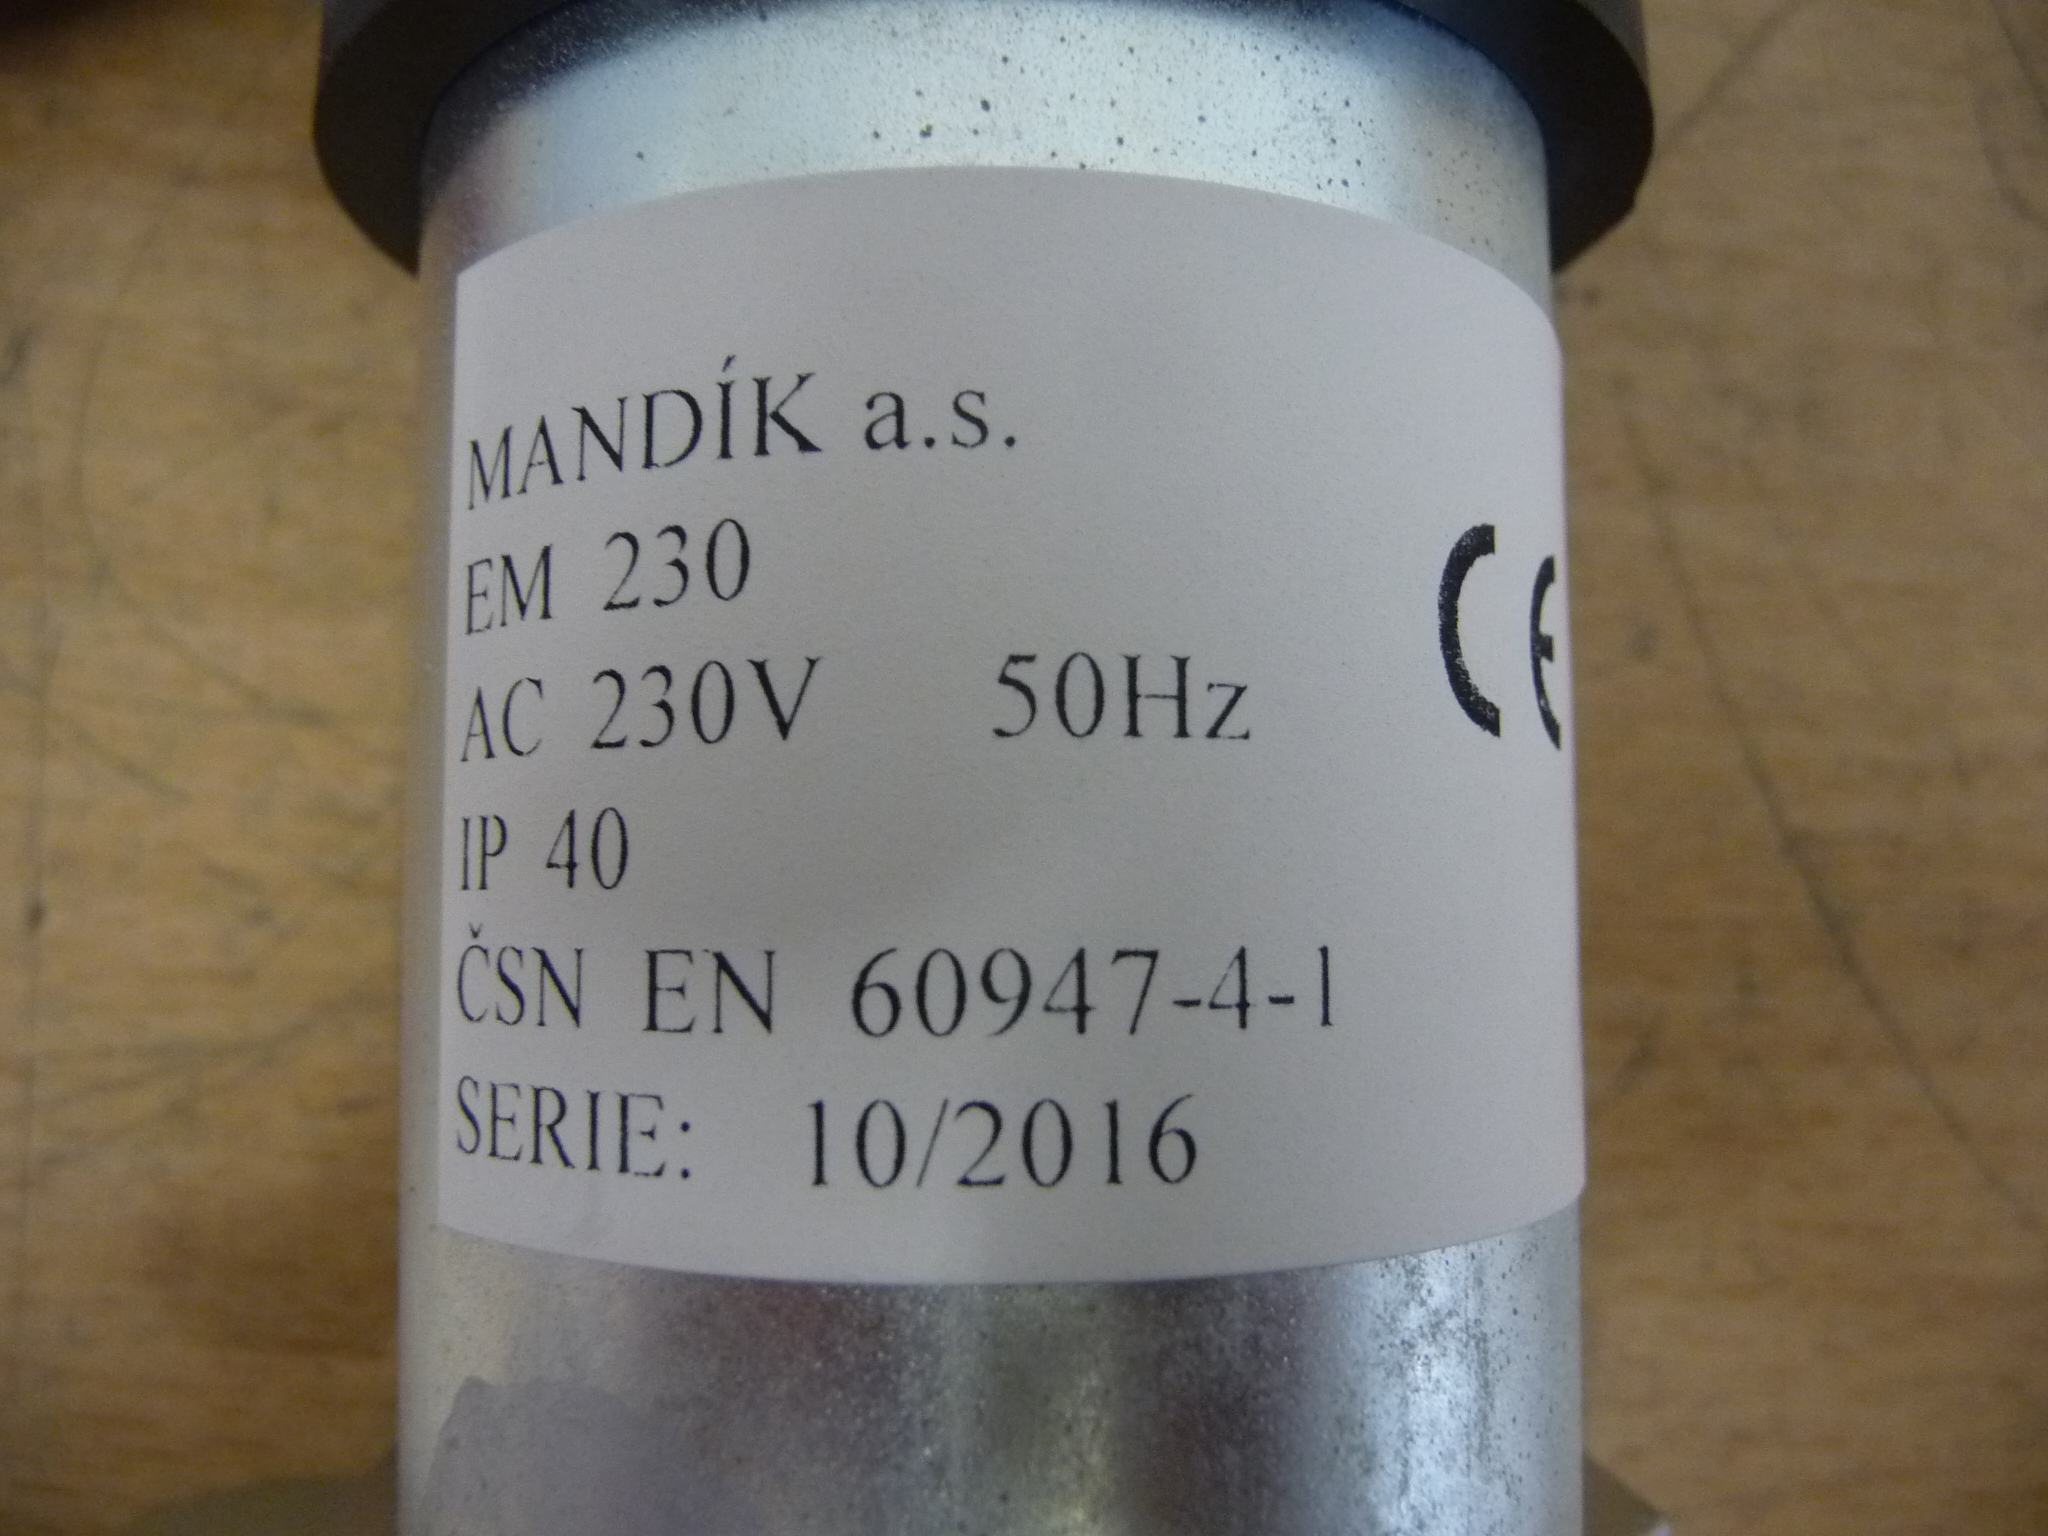 MANDÍK a.s.
EM 230
AC 230V 50Hz CE
IP 40
ČSN EN 60947-4-1
SERIE: 10/2016